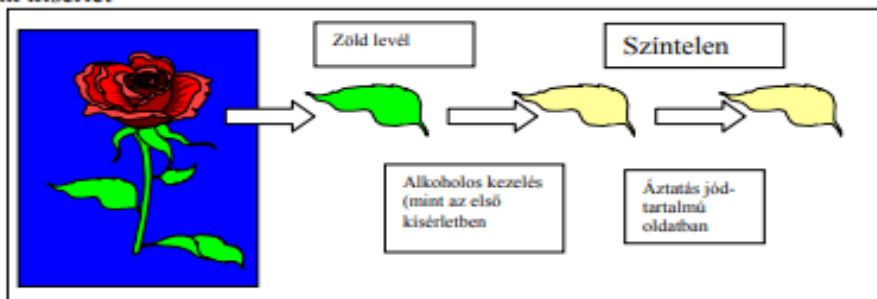 Zöld levél
Színtelen
Alkoholos kezelés
(mint az első
kísérletben
Áztatás jód-
tartalmú
oldatban